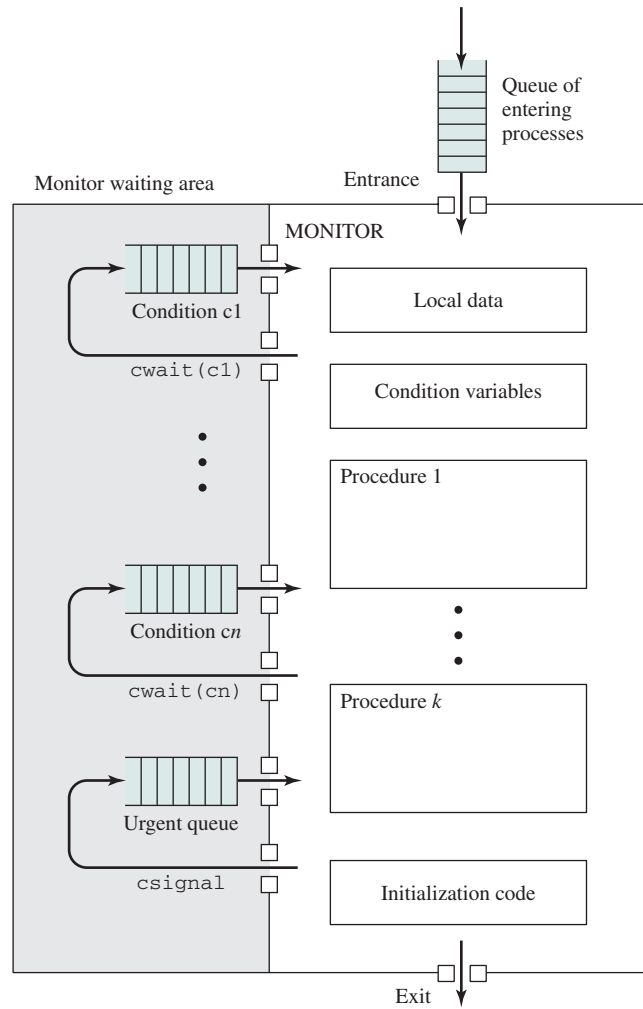 Queue of
entering
processes
Entrance
Monitor waiting area
MONITOR
Condition c1
Local data
cwait(c1)
Condition variables
Procedure 1
Condition cn
cwait(cn)
Procedure k
Urgent queue
csignal
Initialization code
Exit